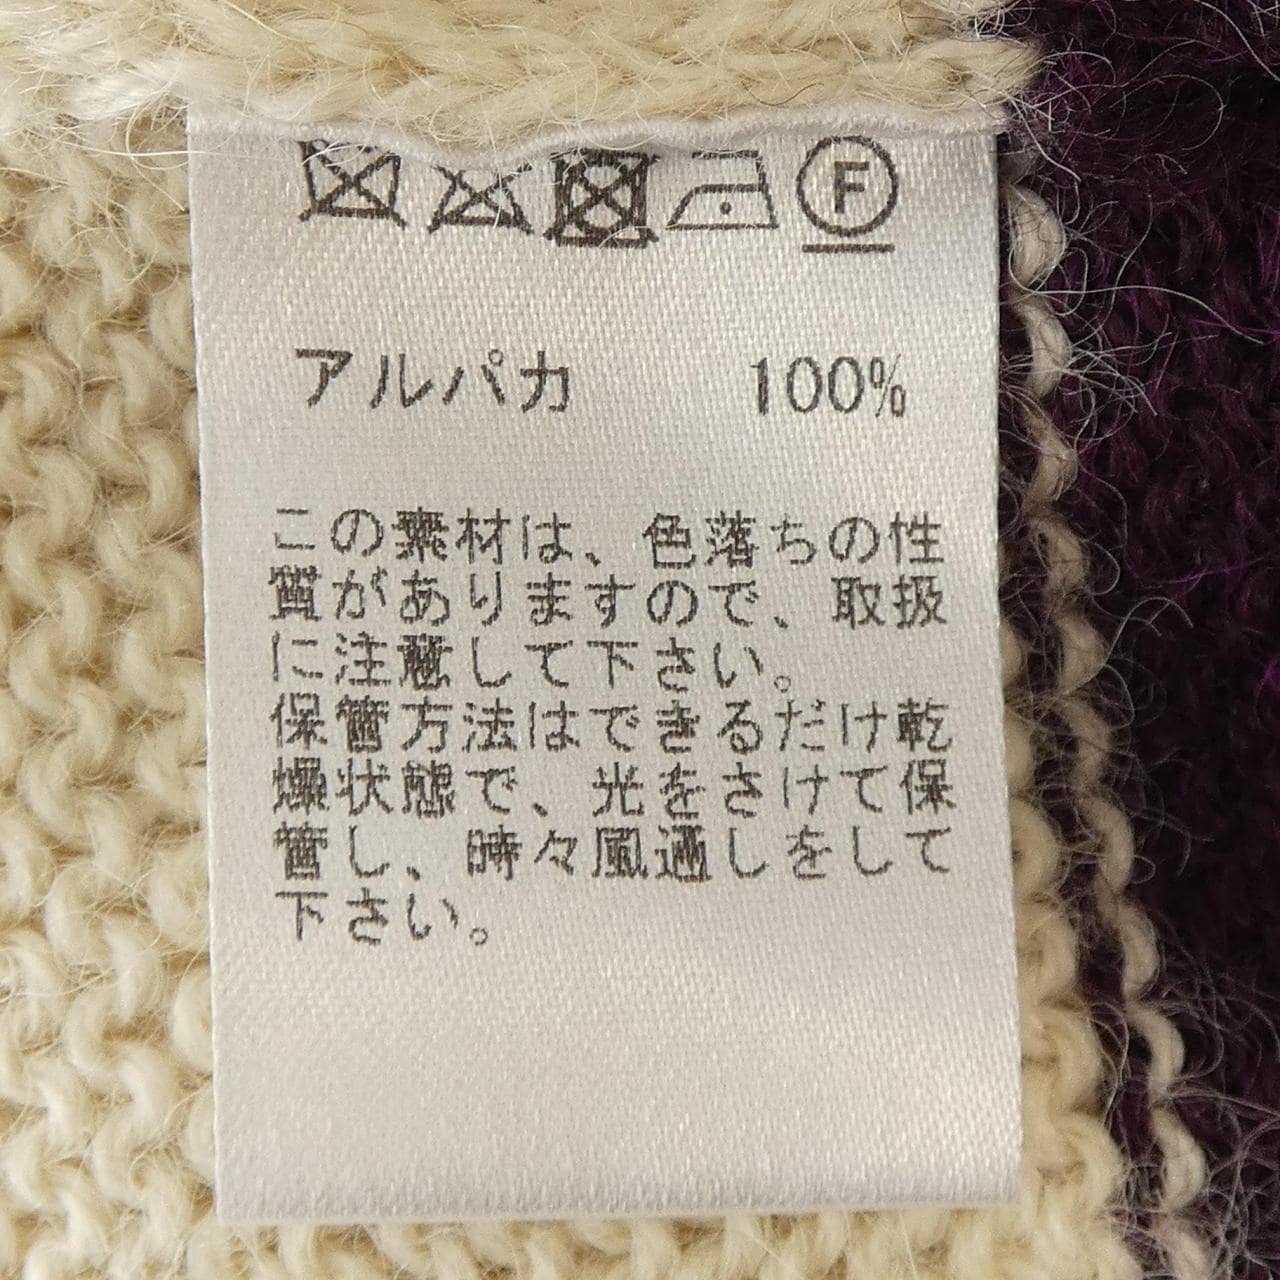 F
アルパカ 100%
この素材は、色落ちの性
質がありますので、取扱
に注意して下さい。
保管方法はできるだけ乾
燥状態で、光をさけて保
管し、時々風通しをして
下さい。